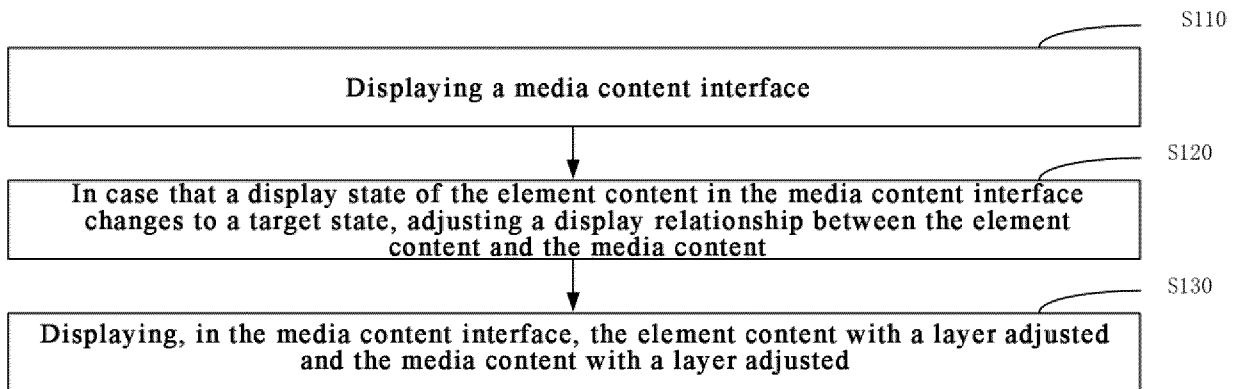 S110
Displaying a media content interface
S120
In case that a display state of the element content in the media content interface
changes to a target state, adjusting a display relationship between the element
content and the media content
S130
Displaying, in the media content interface, the element content with a layer adjusted
and the media content with a layer adjusted